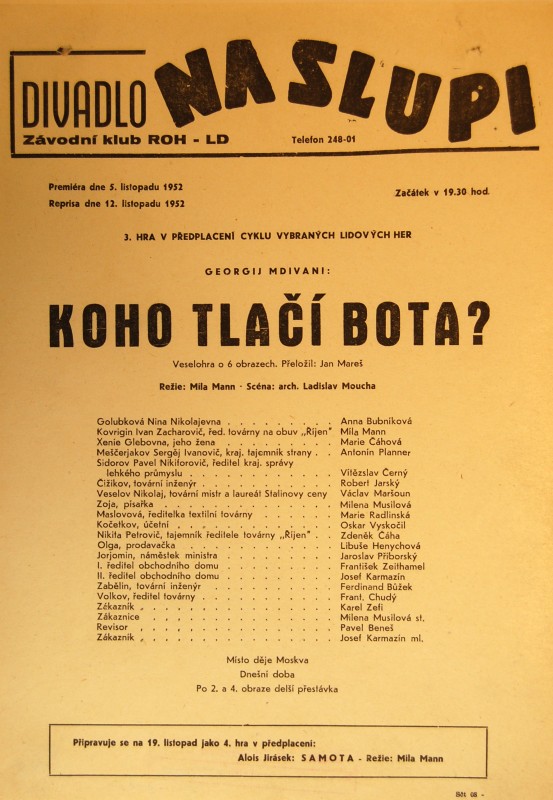 DIVADLO NA SLUPI
Závodní klub ROH - LD Telefon 248-01
Premiéra dne 5. listopadu 1952
Začátek v 19.30 hod.
Reprisa dne 12. listopadu 1952
3. HRA V PŘEDPLACENÍ CYKLU VYBRANÝCH LIDOVÝCH HER
GEORGIJ MDIVANI:
KOHO TLAČÍ BOTA?
Veselohra o 6 obrazech. Přeložil: Jan Mareš
Režie: Mila Mann · Scéna: arch. Ladislav Moucha
Golubková Nina Nikolajevna . . . . . . . . . Anna Bubniková
Kovrigin Ivan Zacharovič, řed. továrny na obuv „Říjen" Mila Mann
Xenie Glebovna, jeho žena . . . . . . . . . Marie Čáhová
Meščerjakov Sergěj Ivanovič, kraj. tajemník strany . . Antonin Planner
Sidorov Pavel Nikitorovič, ředitel kraj. správy
lehkého průmyslu . . . . . . . . . . . Vítězslav Černý
Čižikov, tovární inženýr . . . . . . . . . . Robert Jarský
Veselov Nikolaj, tovární mistr a laureát Stalinovy ceny Václav Maršoun
Zoja, pisařka . . . . . . . . . . . . . Milena Musilová
Maslovová, ředitelka textilní továrny . . . . . . Marie Radlinská
Kočetkov, účetní . . . . . . . . . . . . Oskar Vyskočil
Nikita Petrovič, tajemník ředitele továrny „Říjen" . . Zdeněk Čáha
Olga, prodavačka . . . . . . . . . . . . Libuše Henychová
Jorjomin, náměstek ministra . . . . . . . . . Jaroslav Příborský
I. ředitel obchodního domu . . . . . . . . . František Zeithamel
II. ředitel obchodního domu . . . . . . . . . Josef Karmazín
Zabělin, tovární inženýr . . . . . . . . . . Ferdinand Bůžek
Volkov, ředitel továrny . . . . . . . . . . Frant. Chudý
Zákazník . . . . . . . . . . . . . . Karel Zefi
Zákaznice . . . . . . . . . . . . . . Milena Musilová st.
Revisor . . . . . . . . . . . . . . Pavel Beneš
Zákazník . . . . . . . . . . . . . . Josef Karmazín ml.
Místo děje Moskva
Dnešní doba
Po 2. a 4. obraze delší přestávka
Připravuje se na 19. listopad jako 4. hra v předplacení:
Alois Jirásek: SAMOTA - Režie: Mila Mann